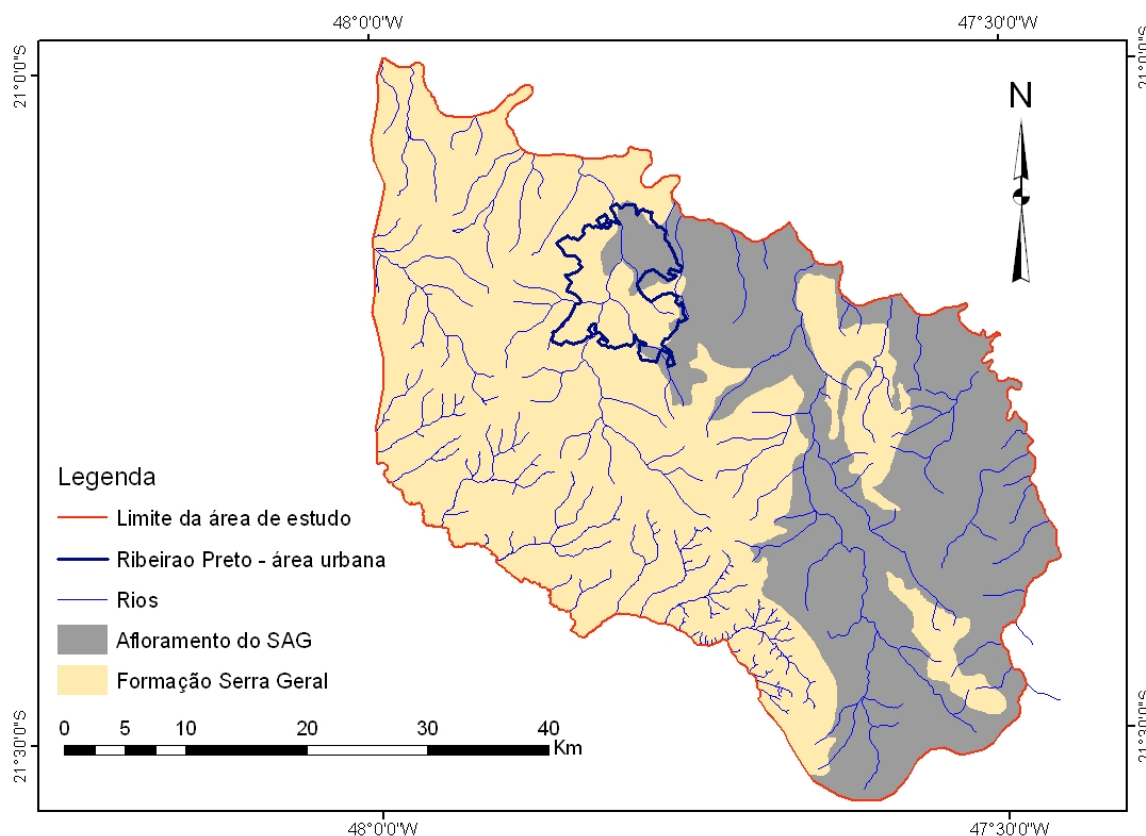 48°0'0"W 47°30'0"W
21°0'0"S 21°0'0"S
N
Legenda
Limite da área de estudo
Ribeirao Preto - área urbana
Rios
Afloramento do SAG
Formação Serra Geral
0 5 10 20 30 40
Km
21°30'0"S 21°30'0"S
48°0'0"W 47°30'0"W